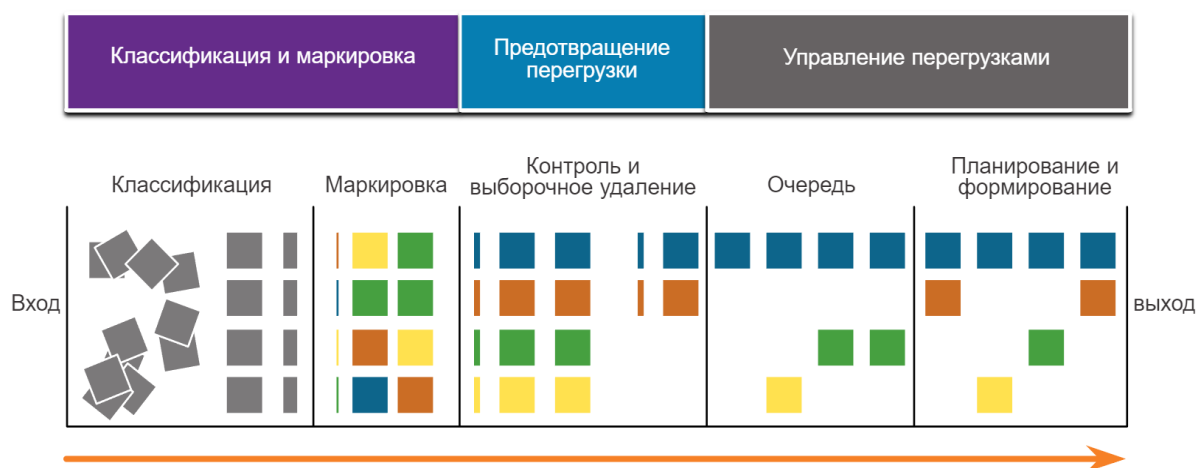 Классификация и маркировка
Предотвращение
перегрузки
Управление перегрузками
Классификация
Маркировка
Контроль и
выборочное удаление
Очередь
Планирование и
формирование
Вход
выход